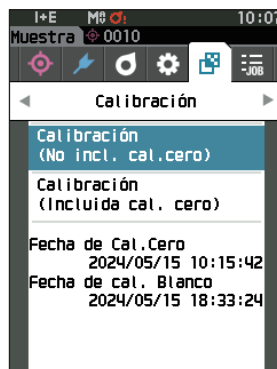 I+E M 10:07
Muestra 0010
-JOB
Calibración
Calibración
(No incl. cal.cero)
Calibración
(Incluida cal. cero)
Fecha de Cal.Cero
2024/05/15 10:15:42
Fecha de cal. Blanco
2024/05/15 18:33:24